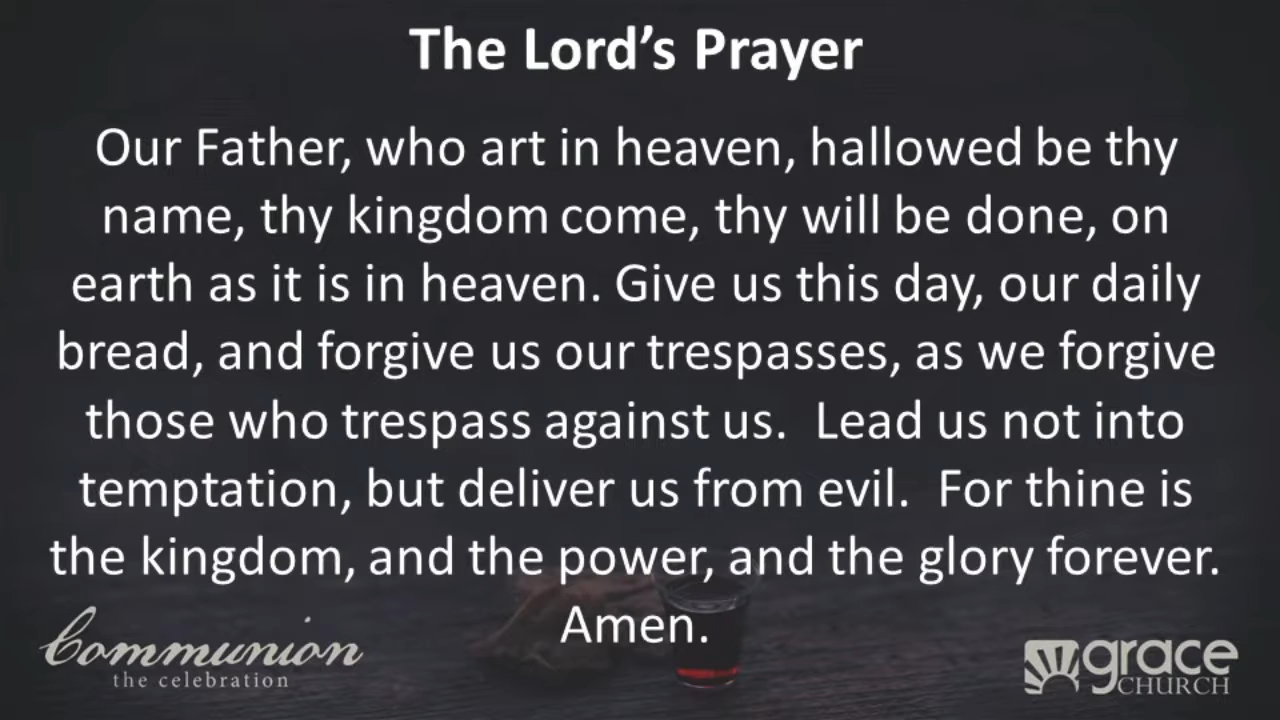 The Lord’s Prayer
Our Father, who art in heaven, hallowed be thy
name, thy kingdom come, thy will be done, on
earth as it is in heaven. Give us this day, our daily
bread, and forgive us our trespasses, as we forgive
those who trespass against us.  Lead us not into
temptation, but deliver us from evil.  For thine is
the kingdom, and the power, and the glory forever.
Amen.
Communion
the celebration
grace
CHURCH